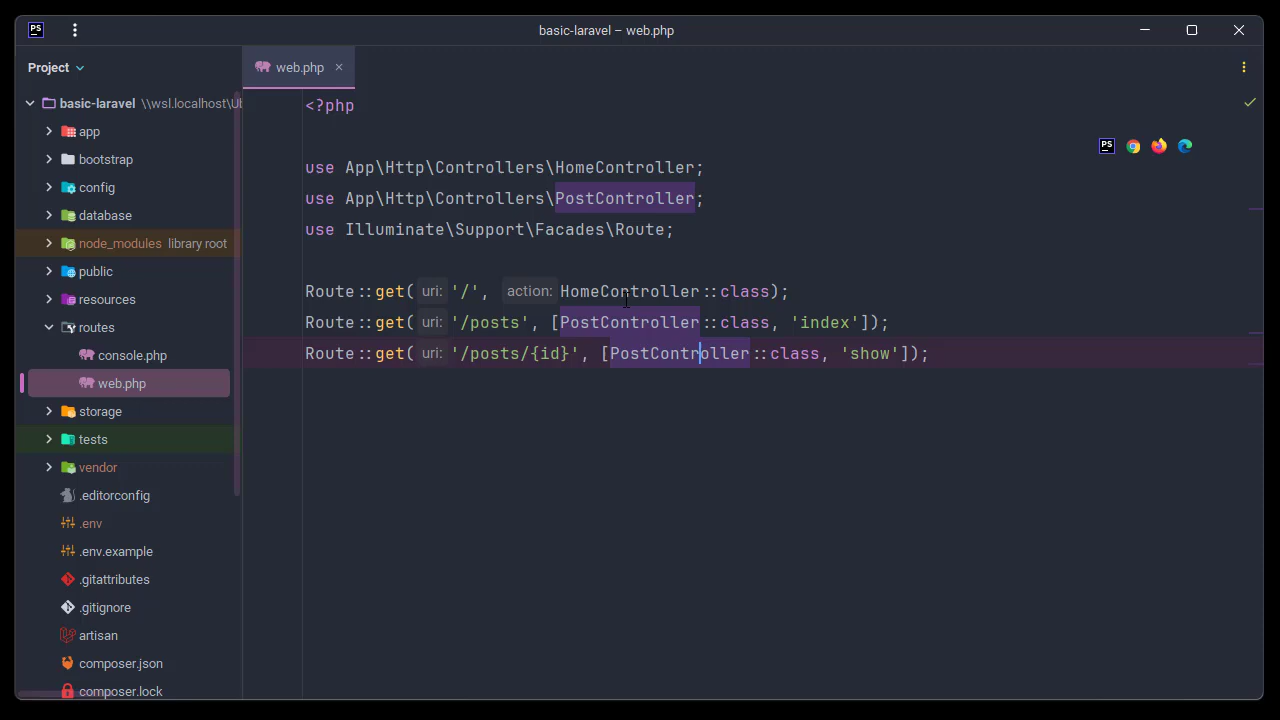 PS
basic-laravel – web.php
Project
web.php
basic-laravel \\wsl.localhost\Ub
app
bootstrap
config
database
node_modules library root
public
resources
routes
console.php
web.php
storage
tests
vendor
.editorconfig
.env
.env.example
.gitattributes
.gitignore
artisan
composer.json
composer.lock
<?php
PS
use App\Http\Controllers\HomeController;
use App\Http\Controllers\PostController;
use Illuminate\Support\Facades\Route;
Route::get( uri: '/', action: HomeController::class);
Route::get( uri: '/posts', [PostController::class, 'index']);
Route::get( uri: '/posts/{id}', [PostController::class, 'show']);